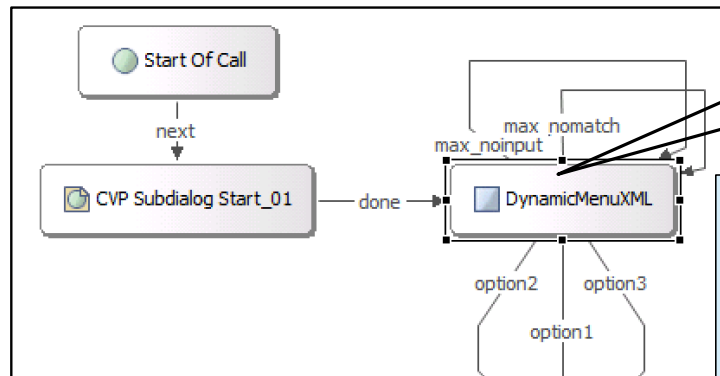 Start Of Call
next
max_nomatch
max_noinput
CVP Subdialog Start_01
done
DynamicMenuXML
option2
option3
option1